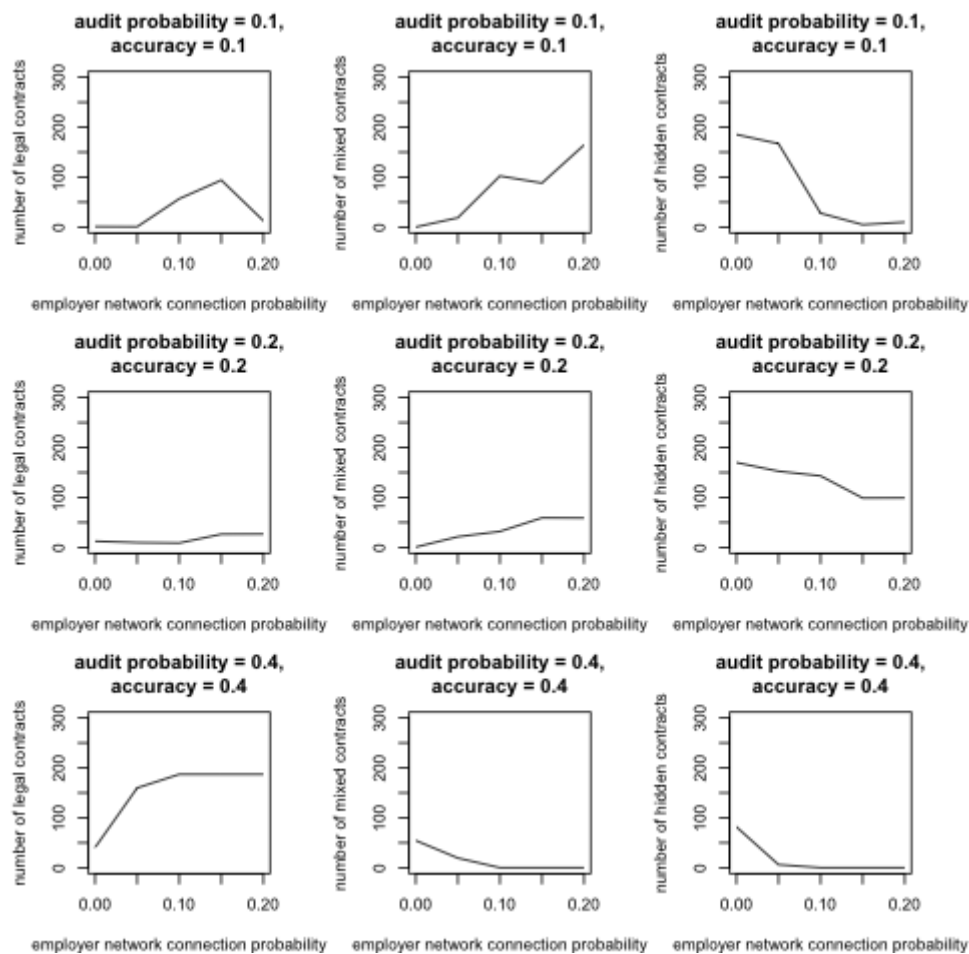 audit probability = 0.1,
accuracy = 0.1
number of legal contracts
300
200
100
0
0.00
0.10
0.20
employer network connection probability
audit probability = 0.1,
accuracy = 0.1
number of mixed contracts
300
200
100
0
0.00
0.10
0.20
employer network connection probability
audit probability = 0.1,
accuracy = 0.1
number of hidden contracts
300
200
100
0
0.00
0.10
0.20
employer network connection probability
audit probability = 0.2,
accuracy = 0.2
number of legal contracts
300
200
100
0
0.00
0.10
0.20
employer network connection probability
audit probability = 0.2,
accuracy = 0.2
number of mixed contracts
300
200
100
0
0.00
0.10
0.20
employer network connection probability
audit probability = 0.2,
accuracy = 0.2
number of hidden contracts
300
200
100
0
0.00
0.10
0.20
employer network connection probability
audit probability = 0.4,
accuracy = 0.4
number of legal contracts
300
200
100
0
0.00
0.10
0.20
employer network connection probability
audit probability = 0.4,
accuracy = 0.4
number of mixed contracts
300
200
100
0
0.00
0.10
0.20
employer network connection probability
audit probability = 0.4,
accuracy = 0.4
number of hidden contracts
300
200
100
0
0.00
0.10
0.20
employer network connection probability